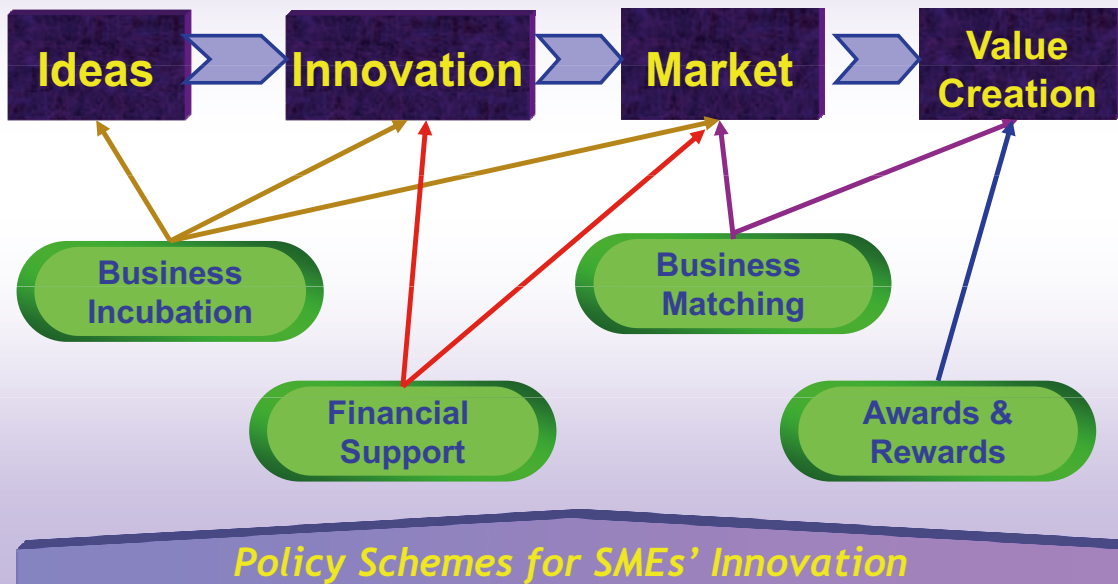 Ideas
Innovation
Market
Value
Creation
Business
Incubation
Business
Matching
Financial
Support
Awards &
Rewards
Policy Schemes for SMEs’ Innovation